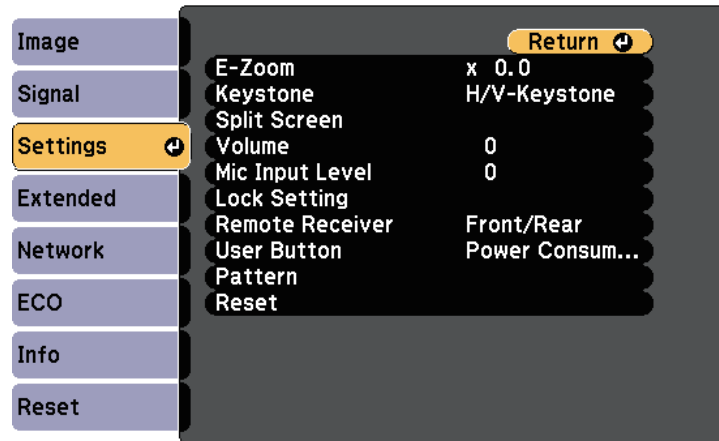 Image
Signal
Settings
Extended
Network
ECO
Info
Reset
Return
E-Zoom x 0.0
Keystone H/V-Keystone
Split Screen
Volume 0
Mic Input Level 0
Lock Setting
Remote Receiver Front/Rear
User Button Power Consum...
Pattern
Reset